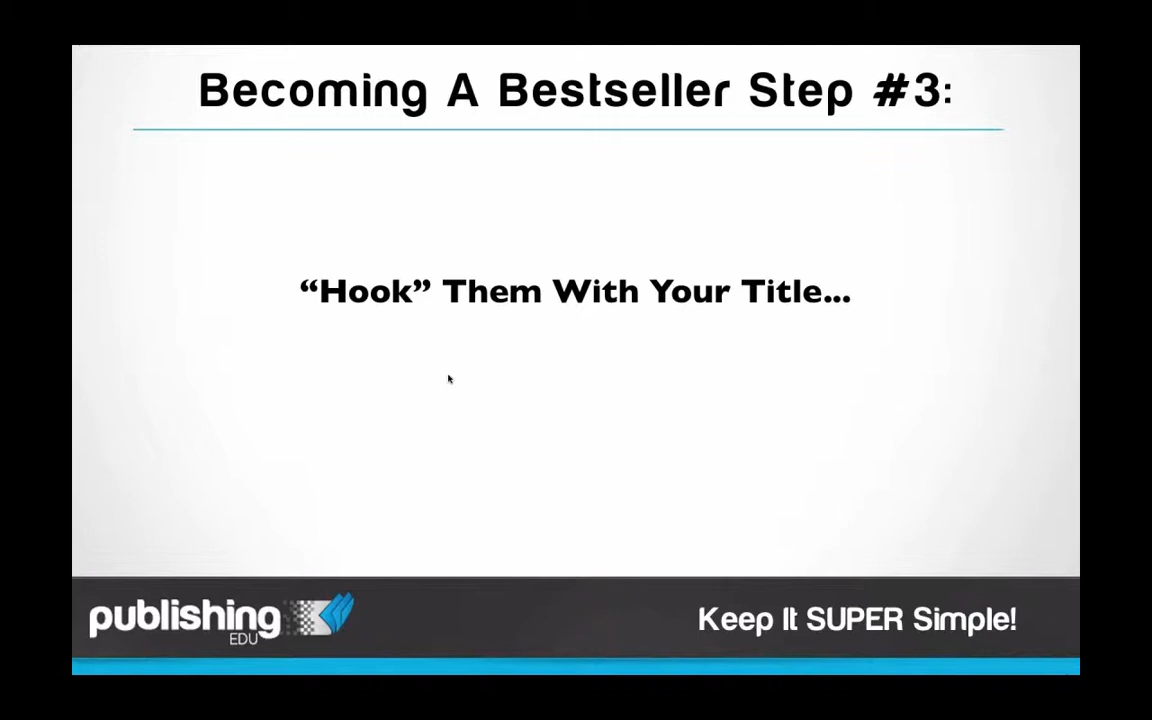 Becoming A Bestseller Step #3:
“Hook” Them With Your Title...
publishing
EDU
Keep It SUPER Simple!